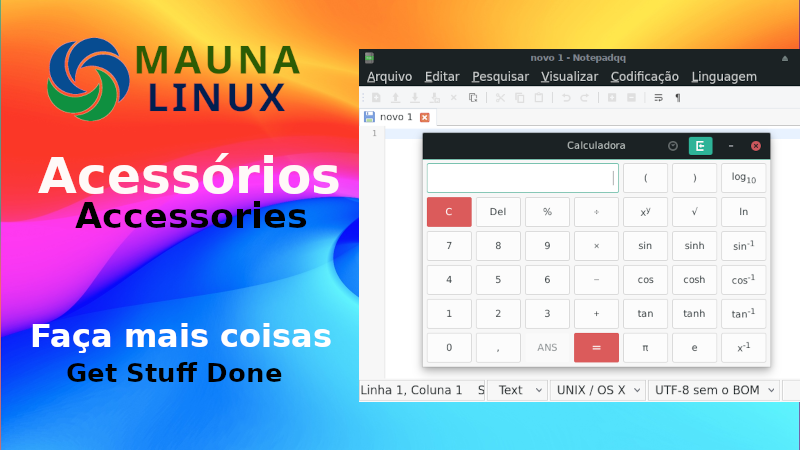 MAUNA
LINUX
Acessórios
Accessories
Faça mais coisas
Get Stuff Done
novo 1 - Notepadqq
Arquivo Editar Pesquisar Visualizar Codificação Linguagem
novo 1
1
Calculadora
( ) log10
C Del % ÷ xy √ ln
7 8 9 × sin sinh sin-1
4 5 6 − cos cosh cos-1
1 2 3 + tan tanh tan-1
0 , ANS = π e x-1
Linha 1, Coluna 1 S Text UNIX / OS X UTF-8 sem o BOM